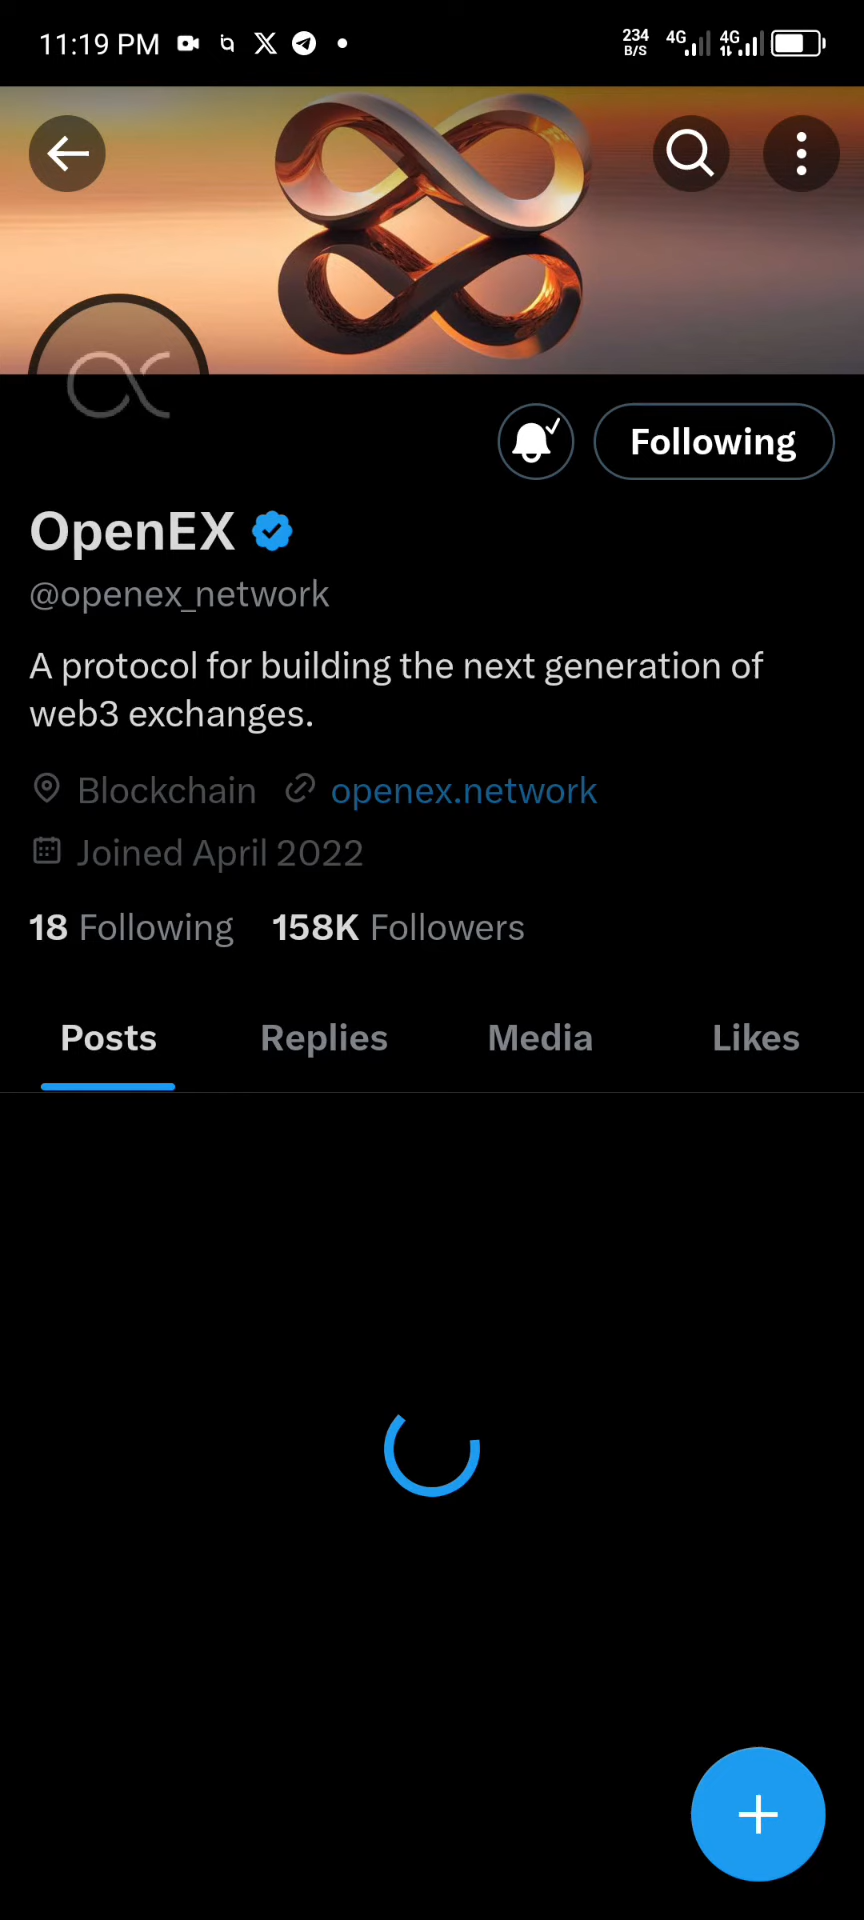 11:19 PM
234 B/S 4G 4G
Following
OpenEX
@openex_network
A protocol for building the next generation of
web3 exchanges.
Blockchain openex.network
Joined April 2022
18 Following 158K Followers
Posts Replies Media Likes